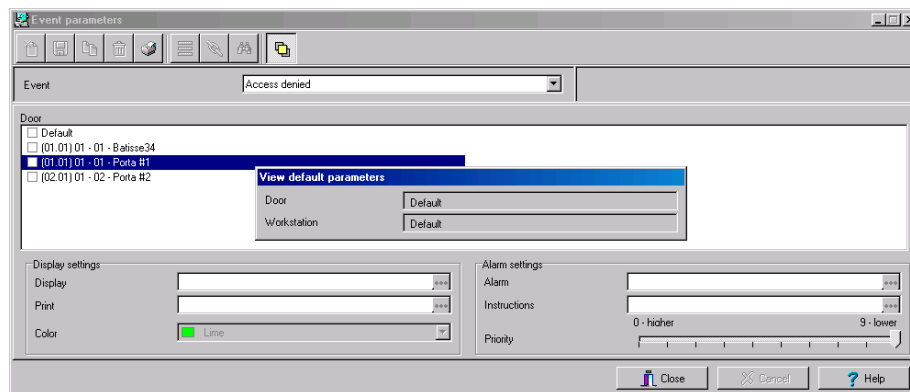 Event parameters
Event
Access denied
Door
Default
(01.01) 01 - 01 - Batisse34
(01.01) 01 - 01 - Porta #1
(02.01) 01 - 02 - Porta #2
View default parameters
Door Default
Workstation Default
Display settings
Display
Print
Color Lime
Alarm settings
Alarm
Instructions
0 - higher 9 - lower
Priority
Close Cancel Help